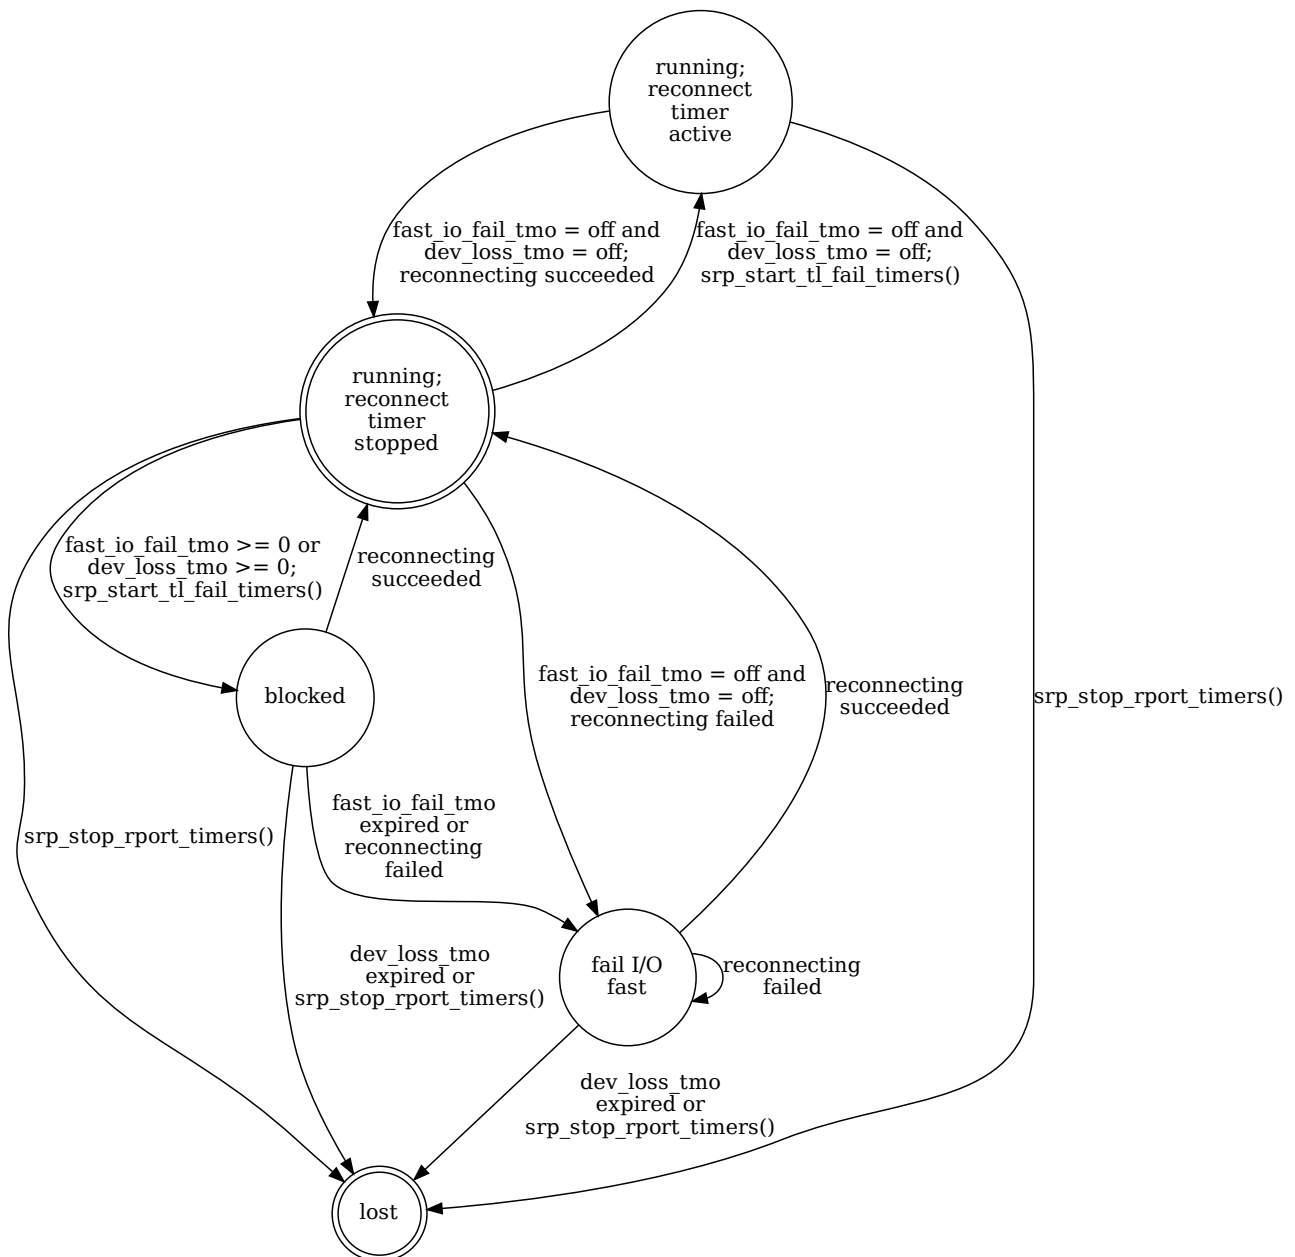 running;
reconnect
timer
active
fast_io_fail_tmo = off and
dev_loss_tmo = off;
reconnecting succeeded
fast_io_fail_tmo = off and
dev_loss_tmo = off;
srp_start_tl_fail_timers()
running;
reconnect
timer
stopped
fast_io_fail_tmo >= 0 or
dev_loss_tmo >= 0;
srp_start_tl_fail_timers()
reconnecting
succeeded
blocked
fast_io_fail_tmo = off and
dev_loss_tmo = off;
reconnecting failed
reconnecting
succeeded
srp_stop_rport_timers()
srp_stop_rport_timers()
fast_io_fail_tmo
expired or
reconnecting
failed
dev_loss_tmo
expired or
srp_stop_rport_timers()
fail I/O
fast
reconnecting
failed
dev_loss_tmo
expired or
srp_stop_rport_timers()
lost